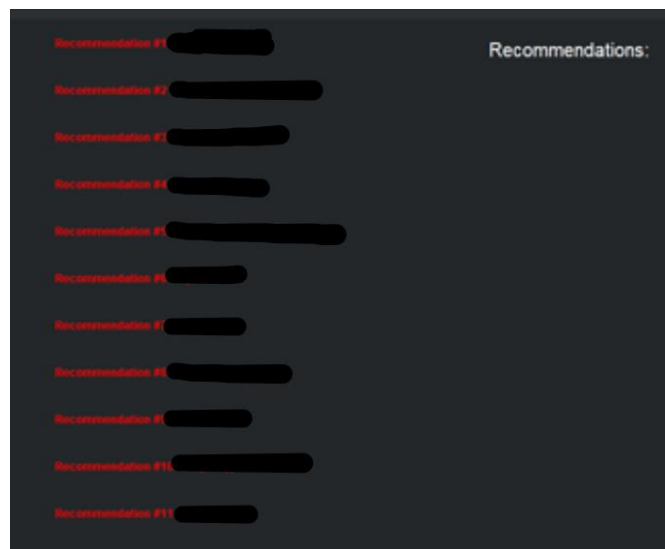 Recommendation #1
Recommendations:
Recommendation #2
Recommendation #3
Recommendation #4
Recommendation #5
Recommendation #6
Recommendation #7
Recommendation #8
Recommendation #9
Recommendation #10
Recommendation #11